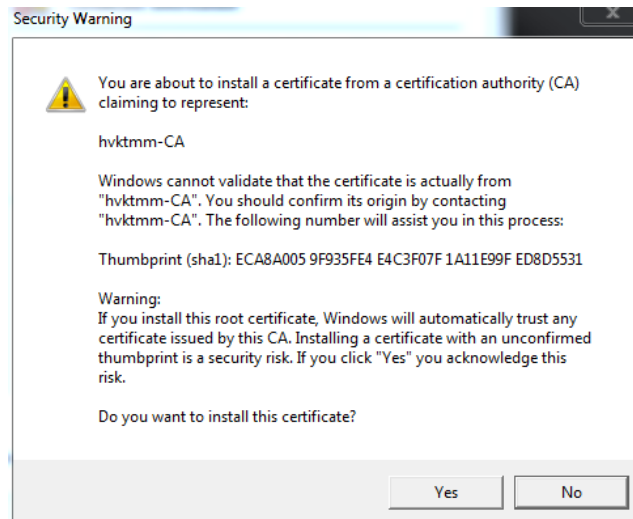 Security Warning
You are about to install a certificate from a certification authority (CA)
claiming to represent:
hvktmm-CA
Windows cannot validate that the certificate is actually from
"hvktmm-CA". You should confirm its origin by contacting
"hvktmm-CA". The following number will assist you in this process:
Thumbprint (sha1): ECA8A005 9F935FE4 E4C3F07F 1A11E99F ED8D5531
Warning:
If you install this root certificate, Windows will automatically trust any
certificate issued by this CA. Installing a certificate with an unconfirmed
thumbprint is a security risk. If you click "Yes" you acknowledge this
risk.
Do you want to install this certificate?
Yes No